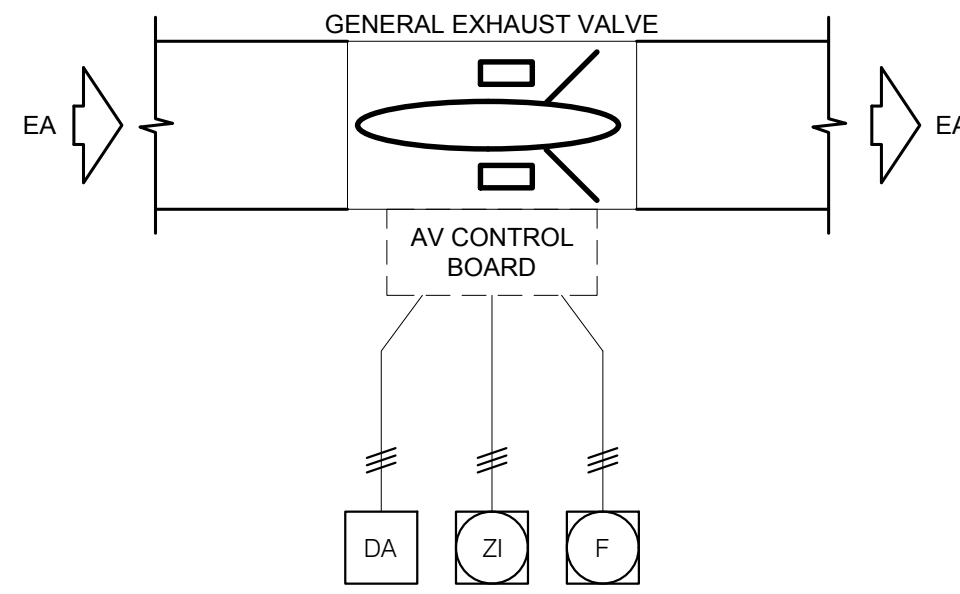 GENERAL EXHAUST VALVE
EA
EA
AV CONTROL
BOARD
DA
ZI
F